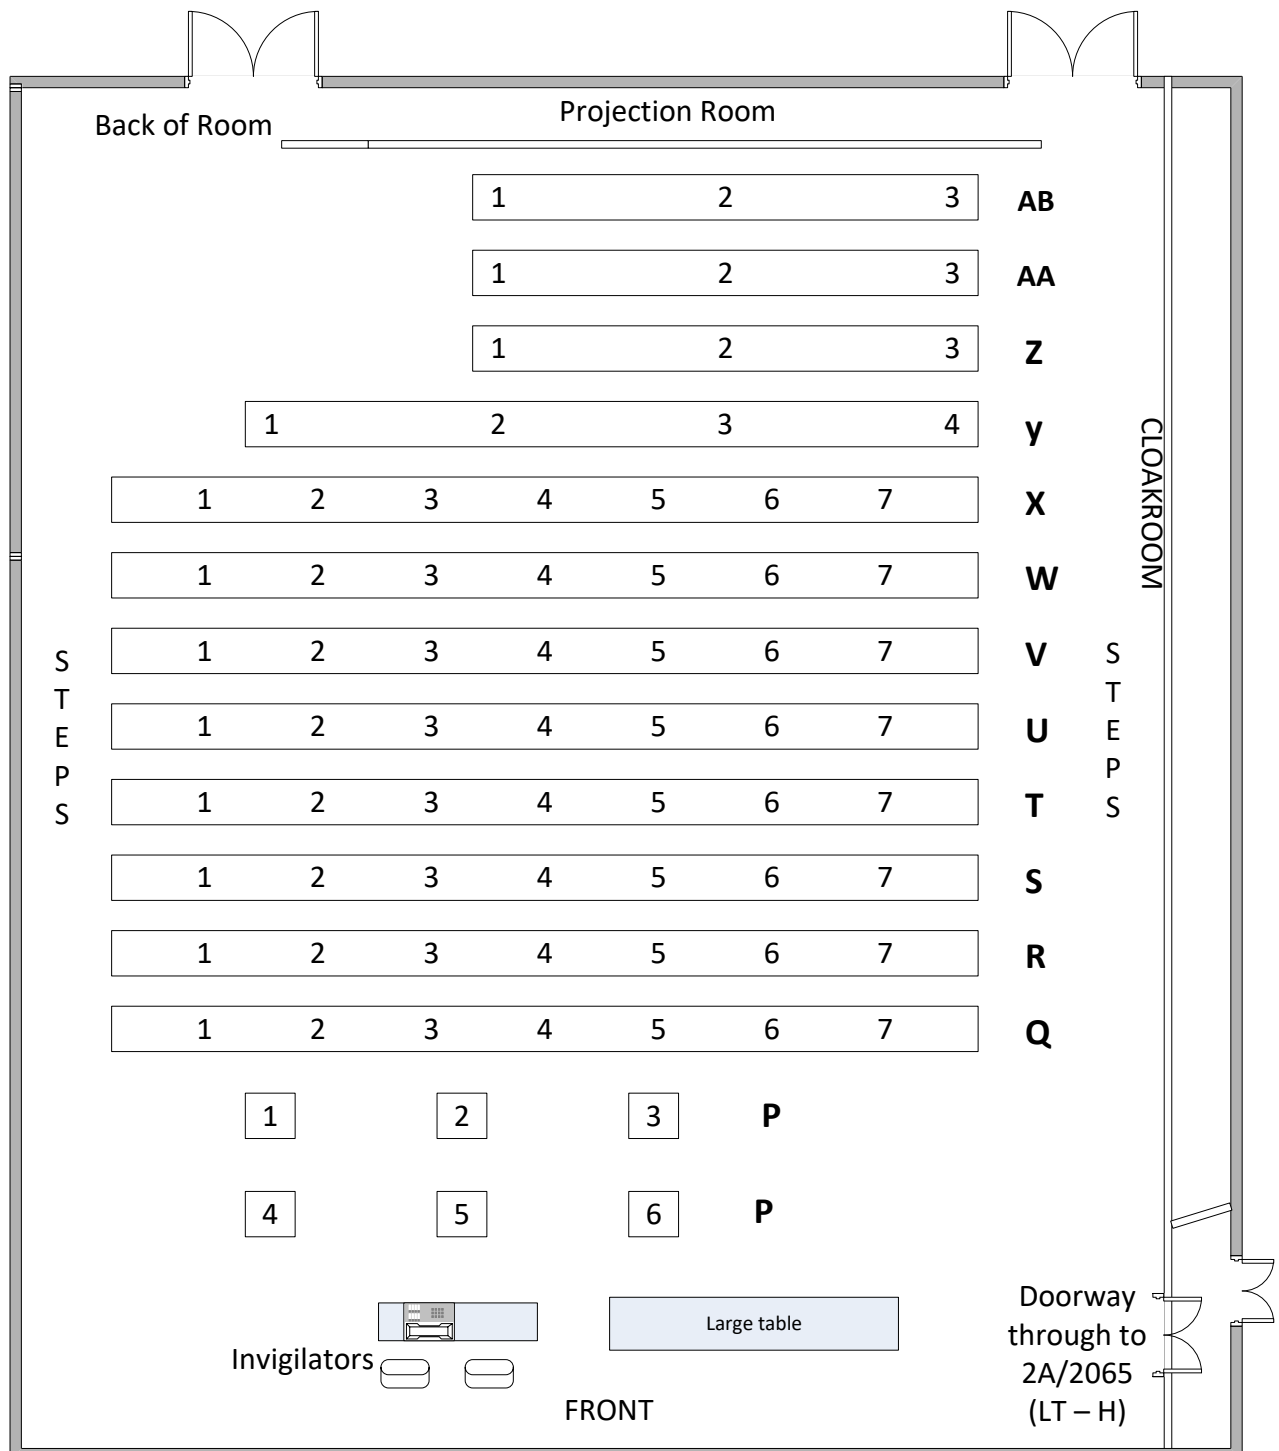 Back of Room
Projection Room
1 2 3 AB
1 2 3 AA
1 2 3 Z
1 2 3 4 y
1 2 3 4 5 6 7 X
1 2 3 4 5 6 7 W
1 2 3 4 5 6 7 V
1 2 3 4 5 6 7 U
1 2 3 4 5 6 7 T
1 2 3 4 5 6 7 S
1 2 3 4 5 6 7 R
1 2 3 4 5 6 7 Q
1 2 3 P
4 5 6 P
STEPS
STEPS
CLOAKROOM
Large table
Invigilators
FRONT
Doorway
through to
2A/2065
(LT – H)